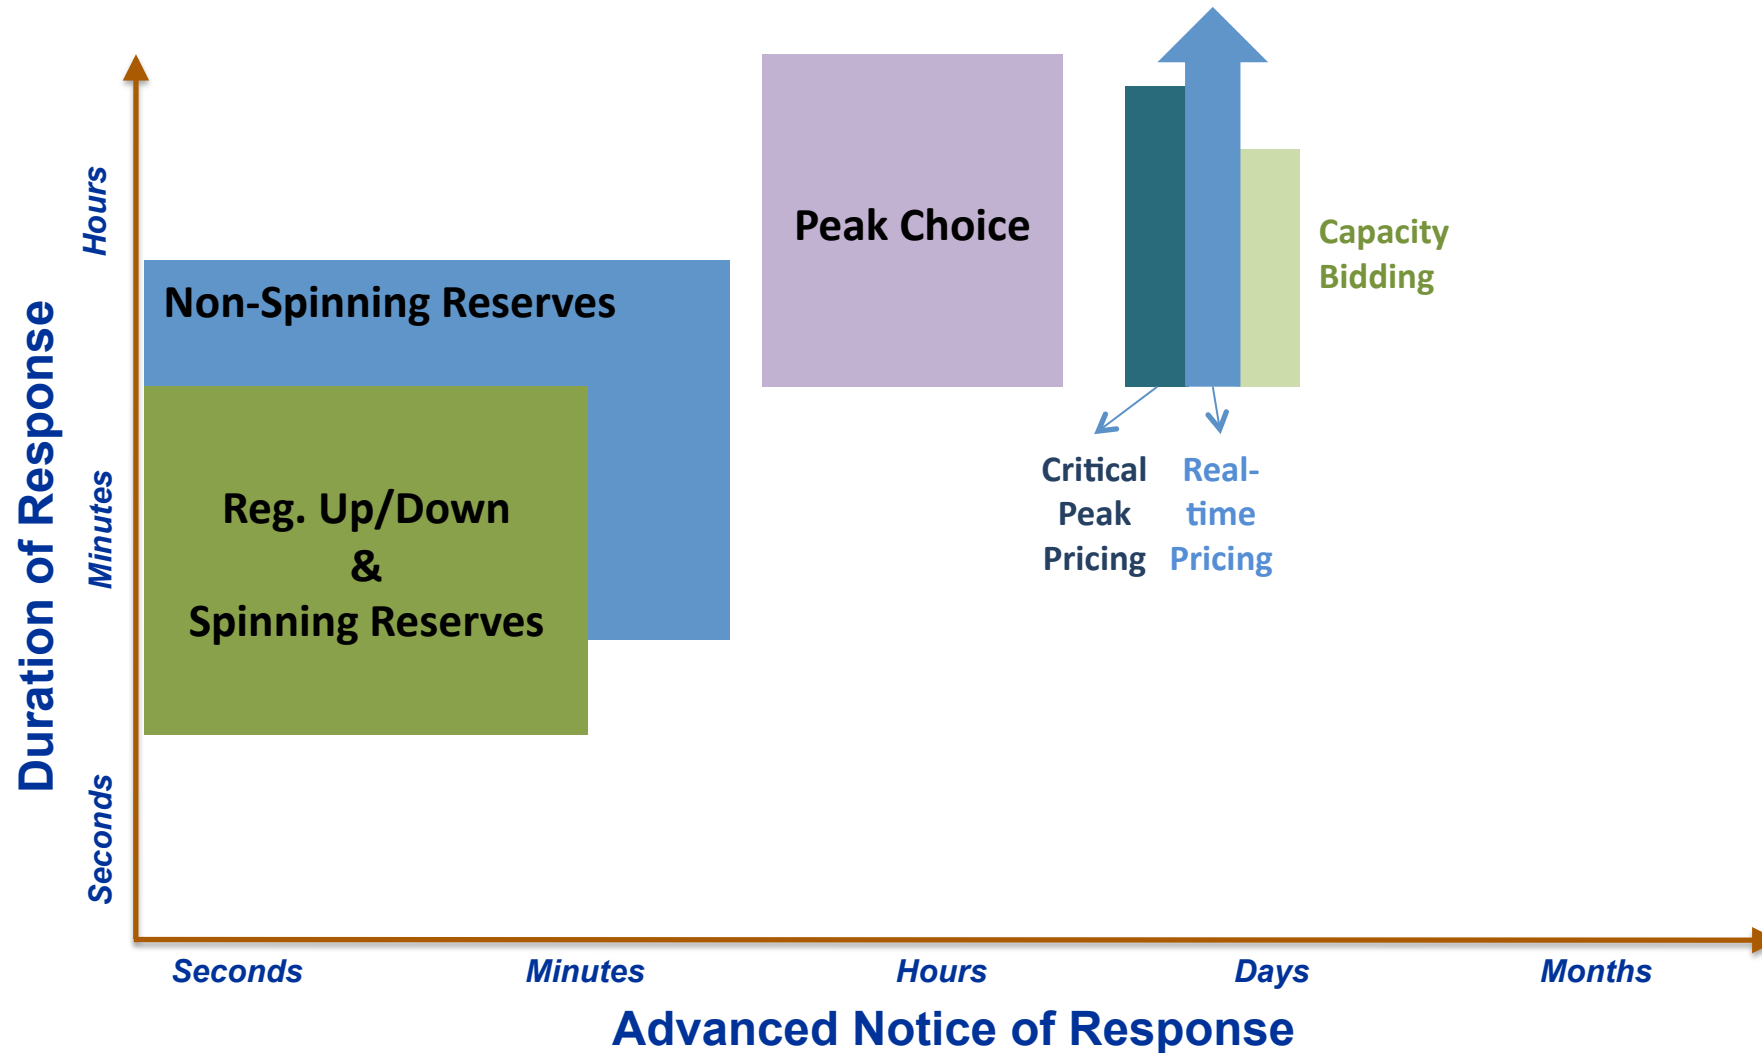 Duration of Response
Hours
Minutes
Seconds
Non-Spinning Reserves
Reg. Up/Down
&
Spinning Reserves
Peak Choice
Capacity
Bidding
Critical
Peak
Pricing
Real-
time
Pricing
Seconds
Minutes
Hours
Days
Months
Advanced Notice of Response